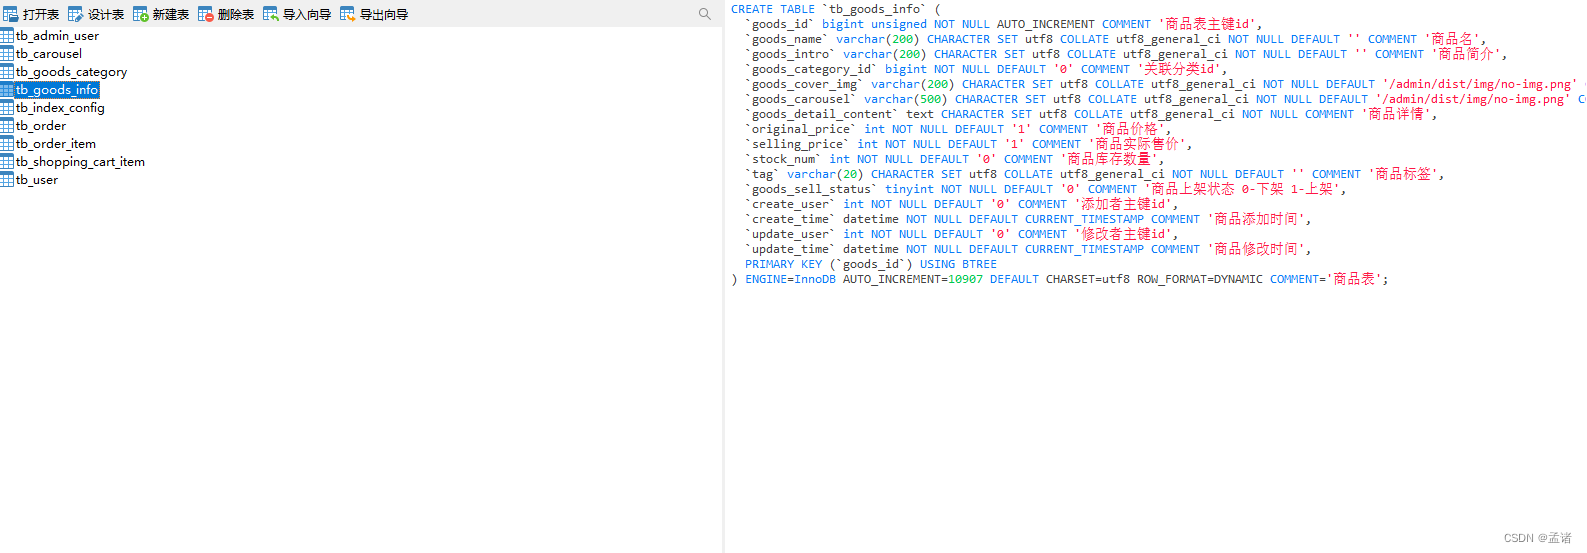 打开表 设计表 新建表 删除表 导入向导 导出向导
tb_admin_user
tb_carousel
tb_goods_category
tb_goods_info
tb_index_config
tb_order
tb_order_item
tb_shopping_cart_item
tb_user
CREATE TABLE `tb_goods_info` (
  `goods_id` bigint unsigned NOT NULL AUTO_INCREMENT COMMENT '商品表主键id',
  `goods_name` varchar(200) CHARACTER SET utf8 COLLATE utf8_general_ci NOT NULL DEFAULT '' COMMENT '商品名',
  `goods_intro` varchar(200) CHARACTER SET utf8 COLLATE utf8_general_ci NOT NULL DEFAULT '' COMMENT '商品简介',
  `goods_category_id` bigint NOT NULL DEFAULT '0' COMMENT '关联分类id',
  `goods_cover_img` varchar(200) CHARACTER SET utf8 COLLATE utf8_general_ci NOT NULL DEFAULT '/admin/dist/img/no-img.png'
  `goods_carousel` varchar(500) CHARACTER SET utf8 COLLATE utf8_general_ci NOT NULL DEFAULT '/admin/dist/img/no-img.png'
  `goods_detail_content` text CHARACTER SET utf8 COLLATE utf8_general_ci NOT NULL COMMENT '商品详情',
  `original_price` int NOT NULL DEFAULT '1' COMMENT '商品价格',
  `selling_price` int NOT NULL DEFAULT '1' COMMENT '商品实际售价',
  `stock_num` int NOT NULL DEFAULT '0' COMMENT '商品库存数量',
  `tag` varchar(20) CHARACTER SET utf8 COLLATE utf8_general_ci NOT NULL DEFAULT '' COMMENT '商品标签',
  `goods_sell_status` tinyint NOT NULL DEFAULT '0' COMMENT '商品上架状态 0-下架 1-上架',
  `create_user` int NOT NULL DEFAULT '0' COMMENT '添加者主键id',
  `create_time` datetime NOT NULL DEFAULT CURRENT_TIMESTAMP COMMENT '商品添加时间',
  `update_user` int NOT NULL DEFAULT '0' COMMENT '修改者主键id',
  `update_time` datetime NOT NULL DEFAULT CURRENT_TIMESTAMP COMMENT '商品修改时间',
  PRIMARY KEY (`goods_id`) USING BTREE
) ENGINE=InnoDB AUTO_INCREMENT=10907 DEFAULT CHARSET=utf8 ROW_FORMAT=DYNAMIC COMMENT='商品表';
CSDN @孟诸